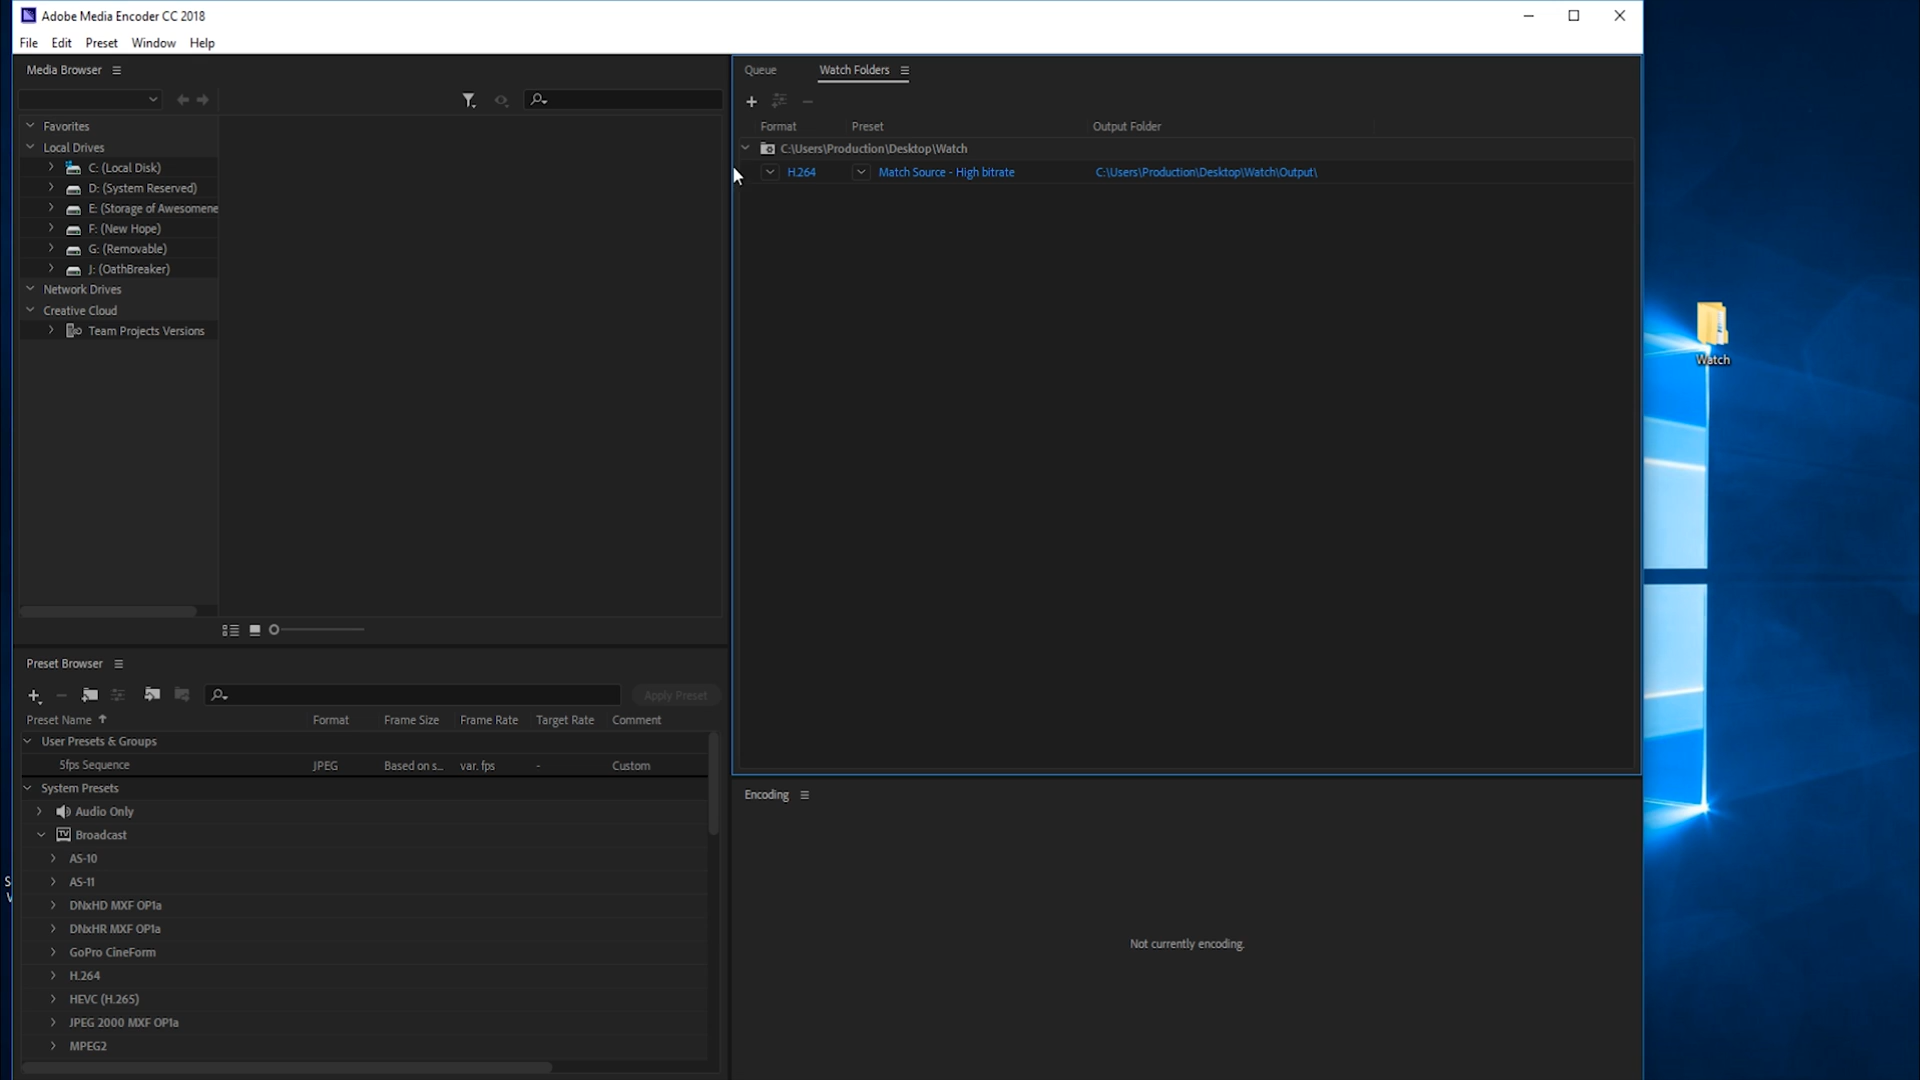 Adobe Media Encoder CC 2018
File Edit Preset Window Help
Media Browser
Favorites
Local Drives
C: (Local Disk)
D: (System Reserved)
E: (Storage of Awesomene
F: (New Hope)
G: (Removable)
J: (OathBreaker)
Network Drives
Creative Cloud
Team Projects Versions
Queue Watch Folders
Format Preset Output Folder
C:\Users\Production\Desktop\Watch
H.264 Match Source - High bitrate C:\Users\Production\Desktop\Watch\Output\
Watch
Preset Browser
Apply Preset
Preset Name Format Frame Size Frame Rate Target Rate Comment
User Presets & Groups
5fps Sequence JPEG Based on s... var. fps - Custom
System Presets
Audio Only
TV Broadcast
AS-10
AS-11
DNxHD MXF OP1a
DNxHR MXF OP1a
GoPro CineForm
H.264
HEVC (H.265)
JPEG 2000 MXF OP1a
MPEG2
Encoding
Not currently encoding.